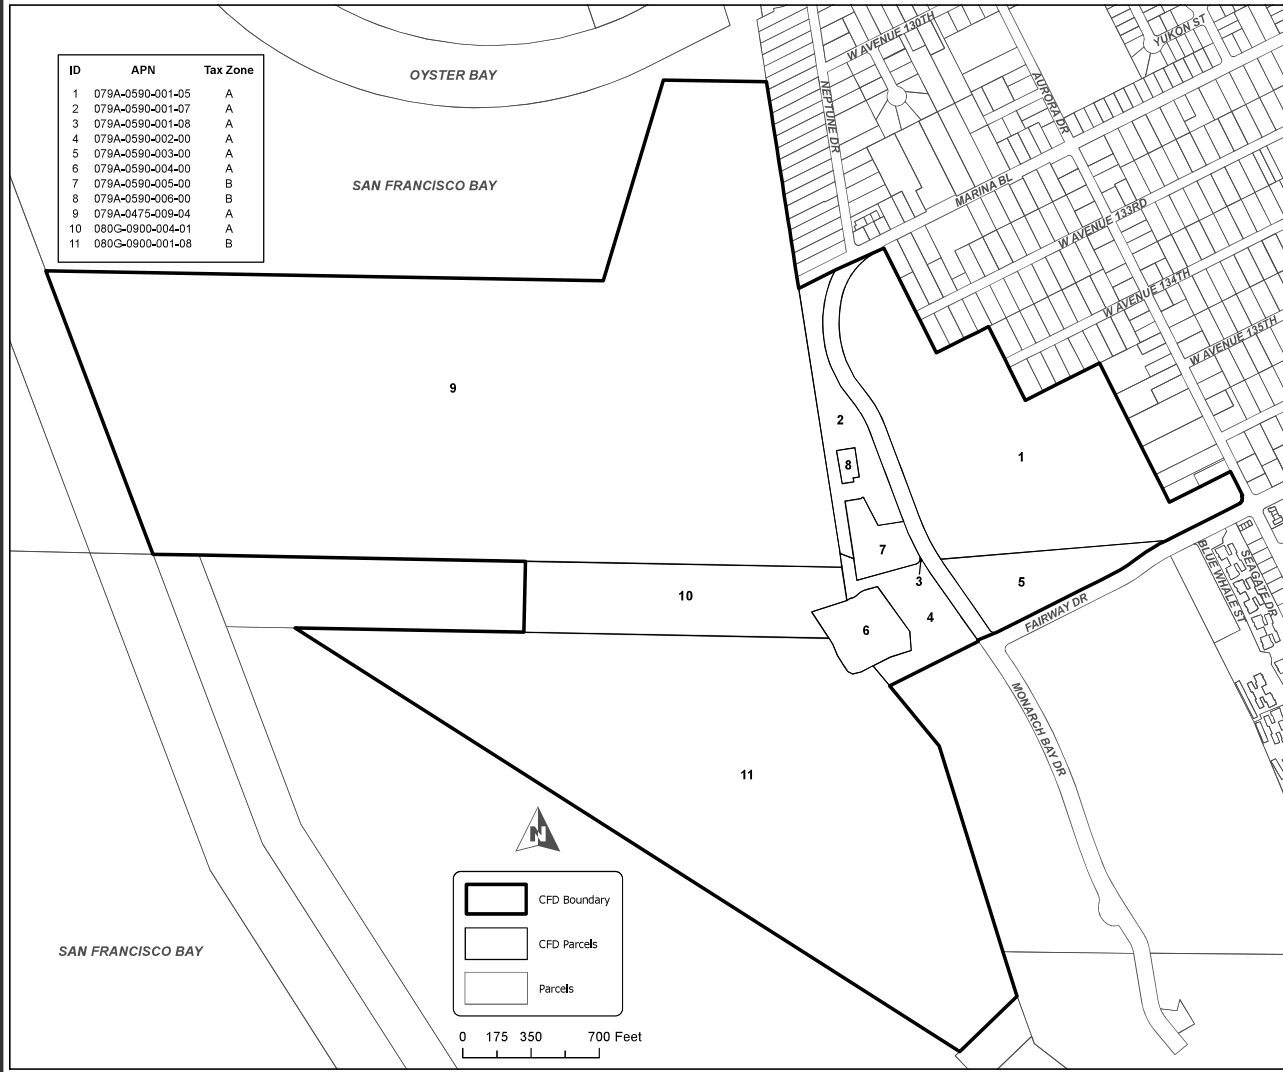 OYSTER BAY
SAN FRANCISCO BAY
ID APN Tax Zone
1 079A-0590-001-05 A
2 079A-0590-001-07 A
3 079A-0590-001-08 A
4 079A-0590-002-00 A
5 079A-0590-003-00 A
6 079A-0590-004-00 A
7 079A-0590-005-00 B
8 079A-0590-006-00 B
9 079A-0475-009-04 A
10 080G-0900-004-01 A
11 080G-0900-001-08 B
W AVENUE 130TH
YUKON ST
NEPTUNE DR
AURORA DR
MARINA BL
W AVENUE 133RD
W AVENUE 134TH
W AVENUE 135TH
9
2
8
1
7
3
5
10
4
6
FAIRWAY DR
BLUE WHALE ST
SEAGATE DR
MONARCH BAY DR
11
N
CFD Boundary
CFD Parcels
Parcels
SAN FRANCISCO BAY
0 175 350 700 Feet